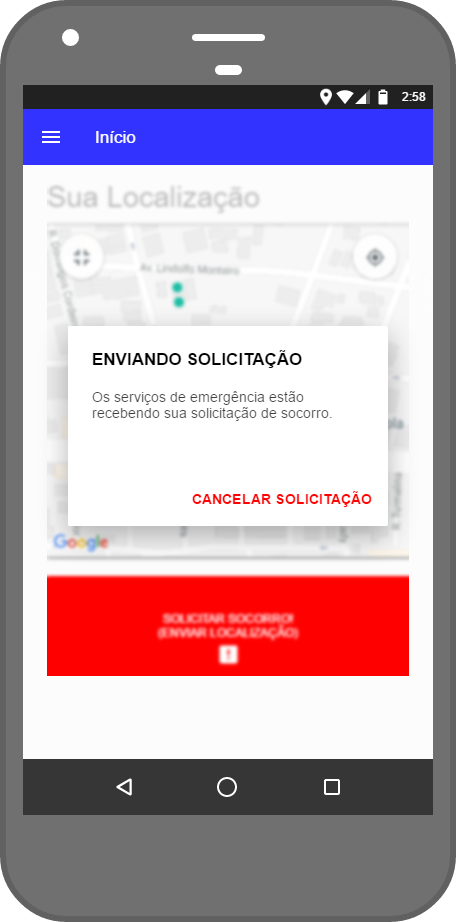 2:58
Início
Sua Localização
Av. Lindolfo Monteiro
ENVIANDO SOLICITAÇÃO
Os serviços de emergência estão
recebendo sua solicitação de socorro.
CANCELAR SOLICITAÇÃO
Google
SOLICITAR SOCORRO!
(ENVIAR LOCALIZAÇÃO)